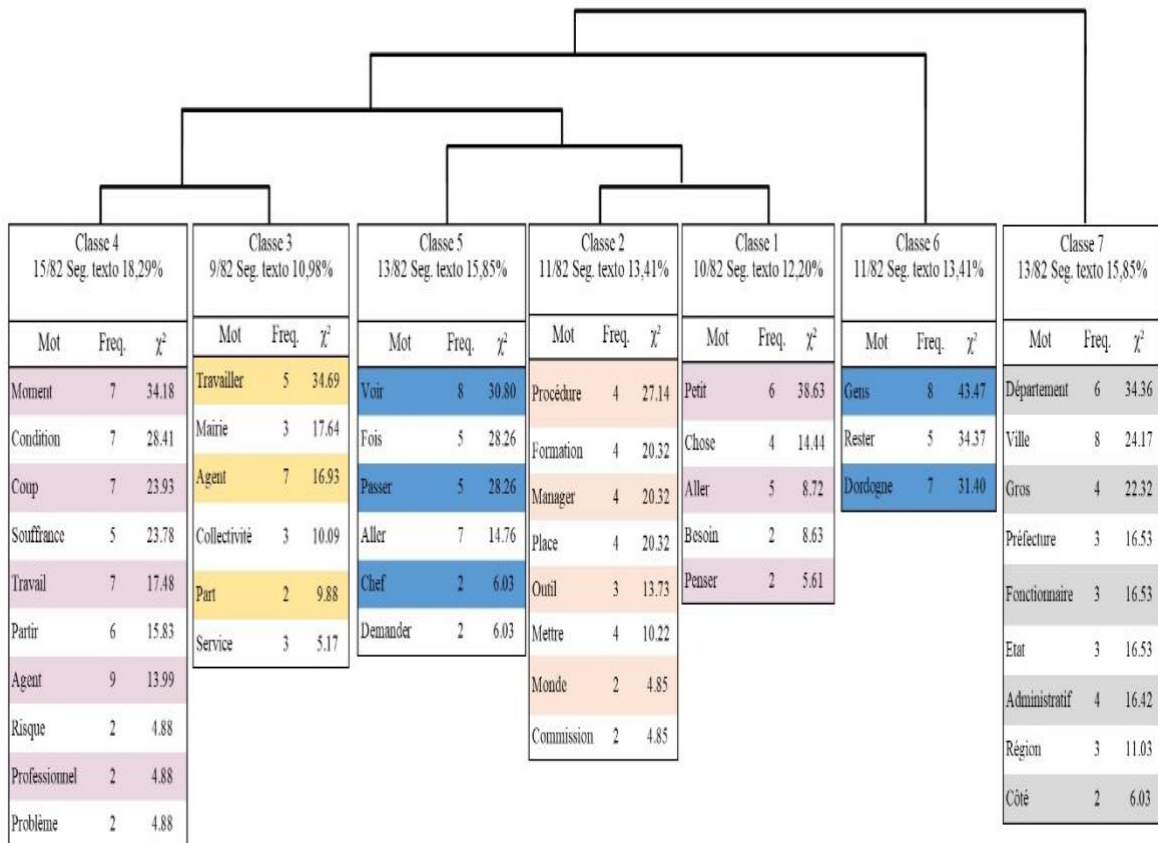 Classe 4
15/82 Seg. texto 18,29%
Mot Freq. χ²
Moment 7 34.18
Condition 7 28.41
Coup 7 23.93
Souffrance 5 23.78
Travail 7 17.48
Partir 6 15.83
Agent 9 13.99
Risque 2 4.88
Professionnel 2 4.88
Problème 2 4.88
Classe 3
9/82 Seg. texto 10,98%
Mot Freq. χ²
Travailler 5 34.69
Mairie 3 17.64
Agent 7 16.93
Collectivité 3 10.09
Part 2 9.88
Service 3 5.17
Classe 5
13/82 Seg. texto 15,85%
Mot Freq. χ²
Voir 8 30.80
Fois 5 28.26
Passer 5 28.26
Aller 7 14.76
Chef 2 6.03
Demander 2 6.03
Classe 2
11/82 Seg. texto 13,41%
Mot Freq. χ²
Procédure 4 27.14
Formation 4 20.32
Manager 4 20.32
Place 4 20.32
Outil 3 13.73
Mettre 4 10.22
Monde 2 4.85
Commission 2 4.85
Classe 1
10/82 Seg. texto 12,20%
Mot Freq. χ²
Petit 6 38.63
Chose 4 14.44
Aller 5 8.72
Besoin 2 8.63
Penser 2 5.61
Classe 6
11/82 Seg. texto 13,41%
Mot Freq. χ²
Gens 8 43.47
Rester 5 34.37
Dordogne 7 31.40
Classe 7
13/82 Seg. texto 15,85%
Mot Freq. χ²
Département 6 34.36
Ville 8 24.17
Gros 4 22.32
Préfecture 3 16.53
Fonctionnaire 3 16.53
Etat 3 16.53
Administratif 4 16.42
Région 3 11.03
Côté 2 6.03